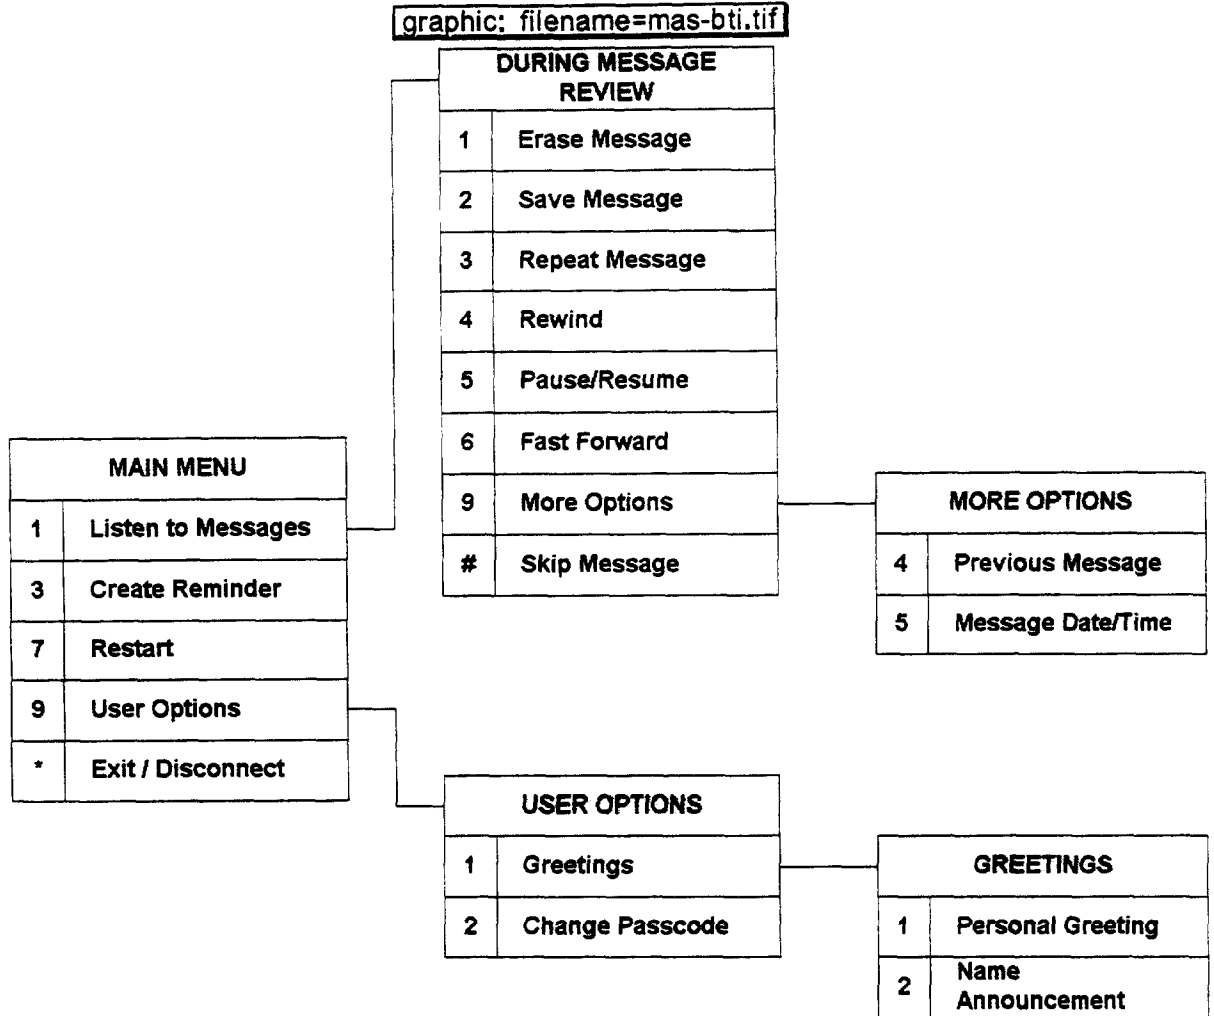 graphic: filename=mas-bti.tif
DURING MESSAGE
REVIEW
1 Erase Message
2 Save Message
3 Repeat Message
4 Rewind
5 Pause/Resume
6 Fast Forward
9 More Options
# Skip Message
MAIN MENU
1 Listen to Messages
3 Create Reminder
7 Restart
9 User Options
* Exit / Disconnect
MORE OPTIONS
4 Previous Message
5 Message Date/Time
USER OPTIONS
1 Greetings
2 Change Passcode
GREETINGS
1 Personal Greeting
2 Name
Announcement